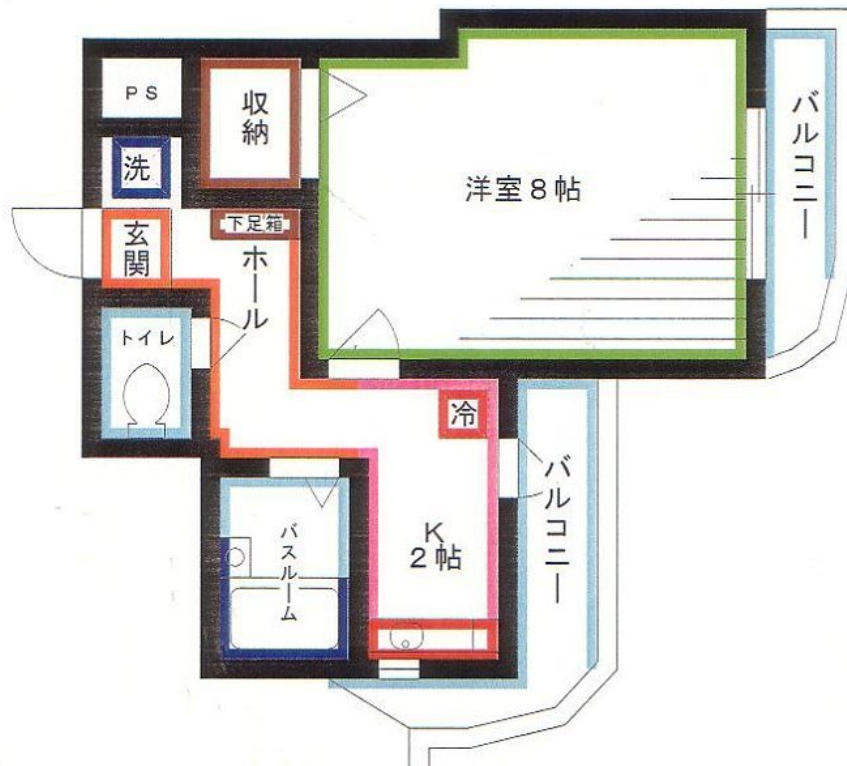 PS
収納
バルコニー
洗
洋室8帖
玄関
下足箱
ホール
トイレ
冷
バルコニー
K
2帖
バスルーム